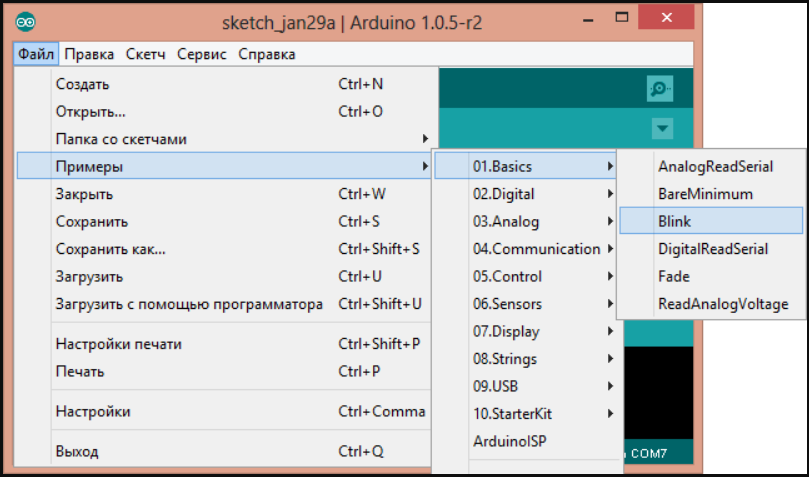 sketch_jan29a | Arduino 1.0.5-r2
Файл Правка Скетч Сервис Справка
Создать Ctrl+N
Открыть... Ctrl+O
Папка со скетчами
Примеры
Закрыть Ctrl+W
Сохранить Ctrl+S
Сохранить как... Ctrl+Shift+S
Загрузить Ctrl+U
Загрузить с помощью программатора Ctrl+Shift+U
Настройки печати Ctrl+Shift+P
Печать Ctrl+P
Настройки Ctrl+Comma
Выход Ctrl+Q
01.Basics
02.Digital
03.Analog
04.Communication
05.Control
06.Sensors
07.Display
08.Strings
09.USB
10.StarterKit
ArduinoISP
AnalogReadSerial
BareMinimum
Blink
DigitalReadSerial
Fade
ReadAnalogVoltage
COM7